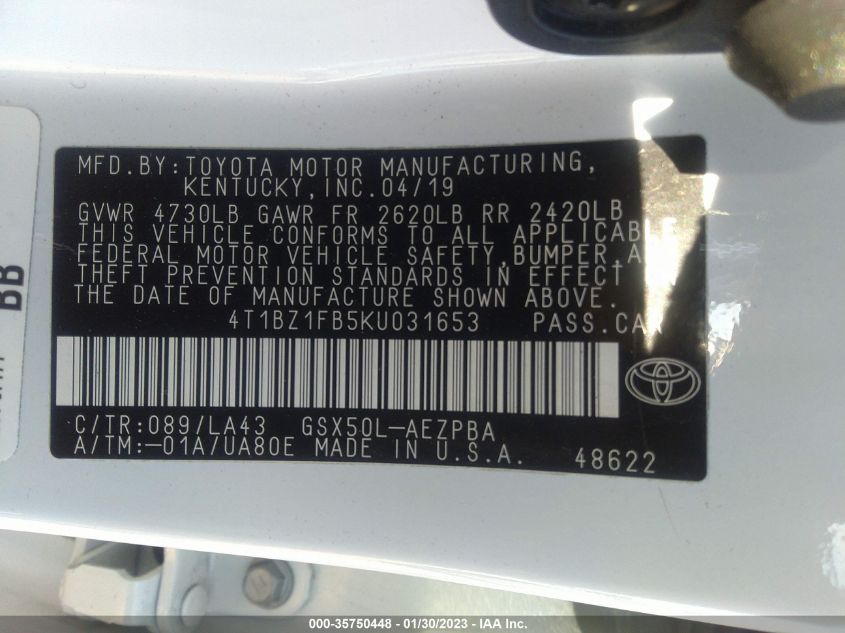 MFD.BY:TOYOTA MOTOR MANUFACTURING,
KENTUCKY,INC.04/19
GVWR 4730LB GAWR FR 2620LB RR 2420LB
THIS VEHICLE CONFORMS TO ALL APPLICABLE
FEDERAL MOTOR VEHICLE SAFETY,BUMPER,
THEFT PREVENTION STANDARDS IN EFFECT
THE DATE OF MANUFACTURE SHOWN ABOVE.
4T1BZ1FB5KU031653 PASS.CAR
C/TR:089/LA43 GSX50L-AEZPBA
A/TM:-01A/UA80E MADE IN U.S.A. 48622
BB
000-35750448 - 01/30/2023 - IAA Inc.